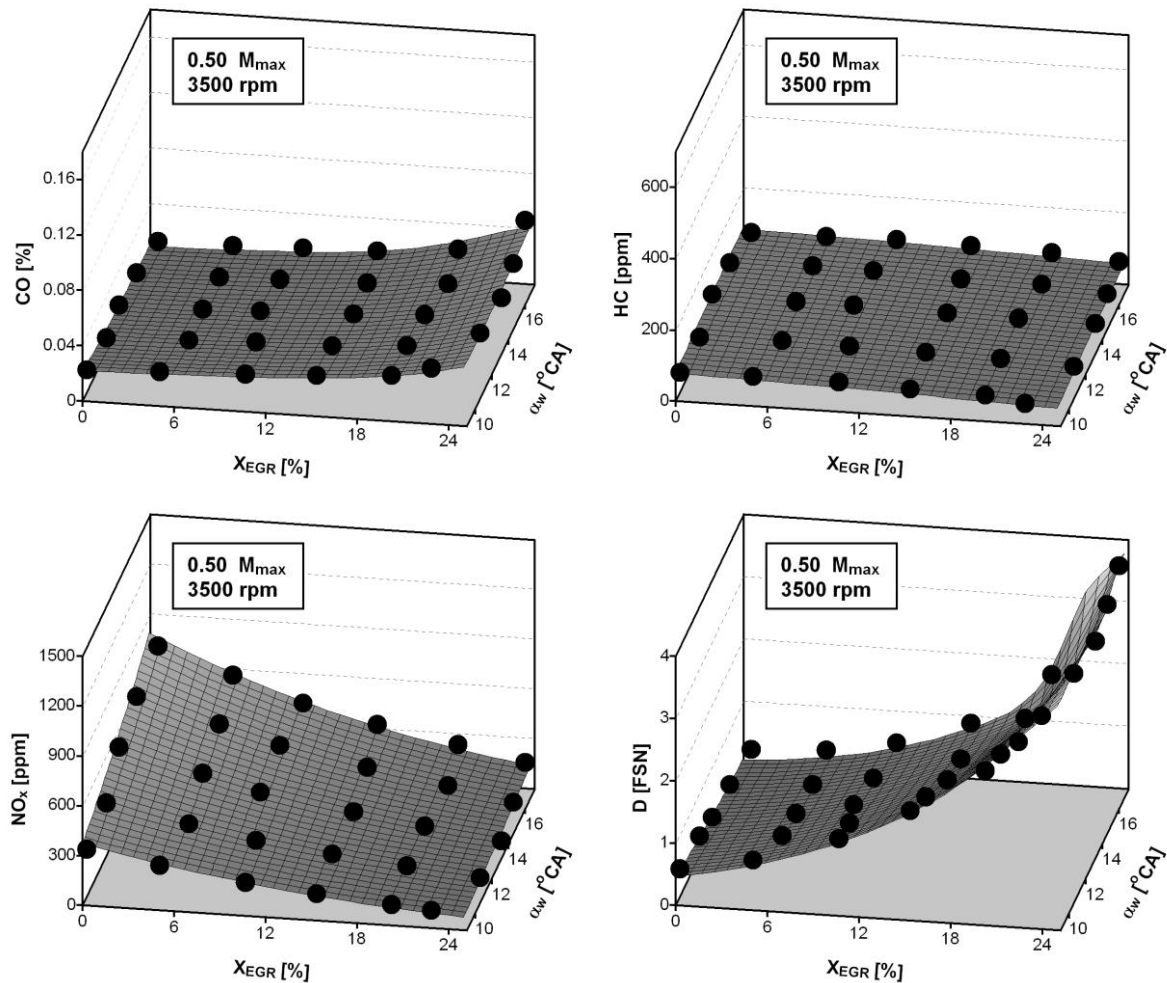 0.50 Mmax
3500 rpm
CO [%]
0.16
0.12
0.08
0.04
0
0 6 12 18 24
XEGR [%]
10 12 14 16
αw [°CA]
0.50 Mmax
3500 rpm
HC [ppm]
600
400
200
0
0 6 12 18 24
XEGR [%]
10 12 14 16
αw [°CA]
0.50 Mmax
3500 rpm
NOx [ppm]
1500
1200
900
600
300
0
0 6 12 18 24
XEGR [%]
10 12 14 16
αw [°CA]
0.50 Mmax
3500 rpm
D [FSN]
4
3
2
1
0
0 6 12 18 24
XEGR [%]
10 12 14 16
αw [°CA]